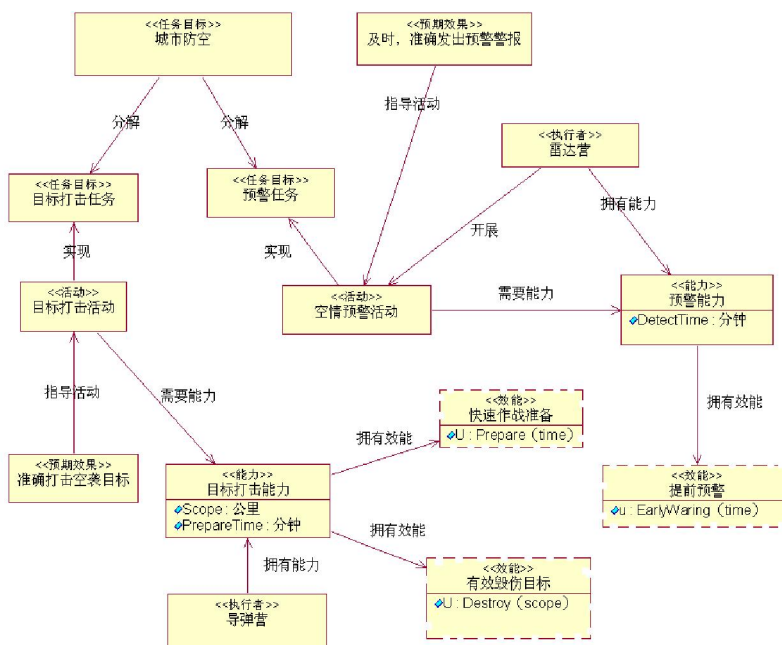 <<任务目标>>
城市防空
<<预期效果>>
及时，准确发出预警警报
分解
分解
指导活动
<<执行者>>
雷达营
<<任务目标>>
目标打击任务
<<任务目标>>
预警任务
拥有能力
实现
实现
开展
<<活动>>
目标打击活动
<<活动>>
空情预警活动
需要能力
<<能力>>
预警能力
DetectTime : 分钟
指导活动
需要能力
<<效能>>
快速作战准备
U : Prepare（time）
拥有效能
拥有效能
<<预期效果>>
准确打击空袭目标
<<能力>>
目标打击能力
Scope : 公里
PrepareTime : 分钟
<<效能>>
提前预警
u : EarlyWaring（time）
拥有效能
拥有能力
<<效能>>
有效毁伤目标
U : Destroy（scope）
<<执行者>>
导弹营